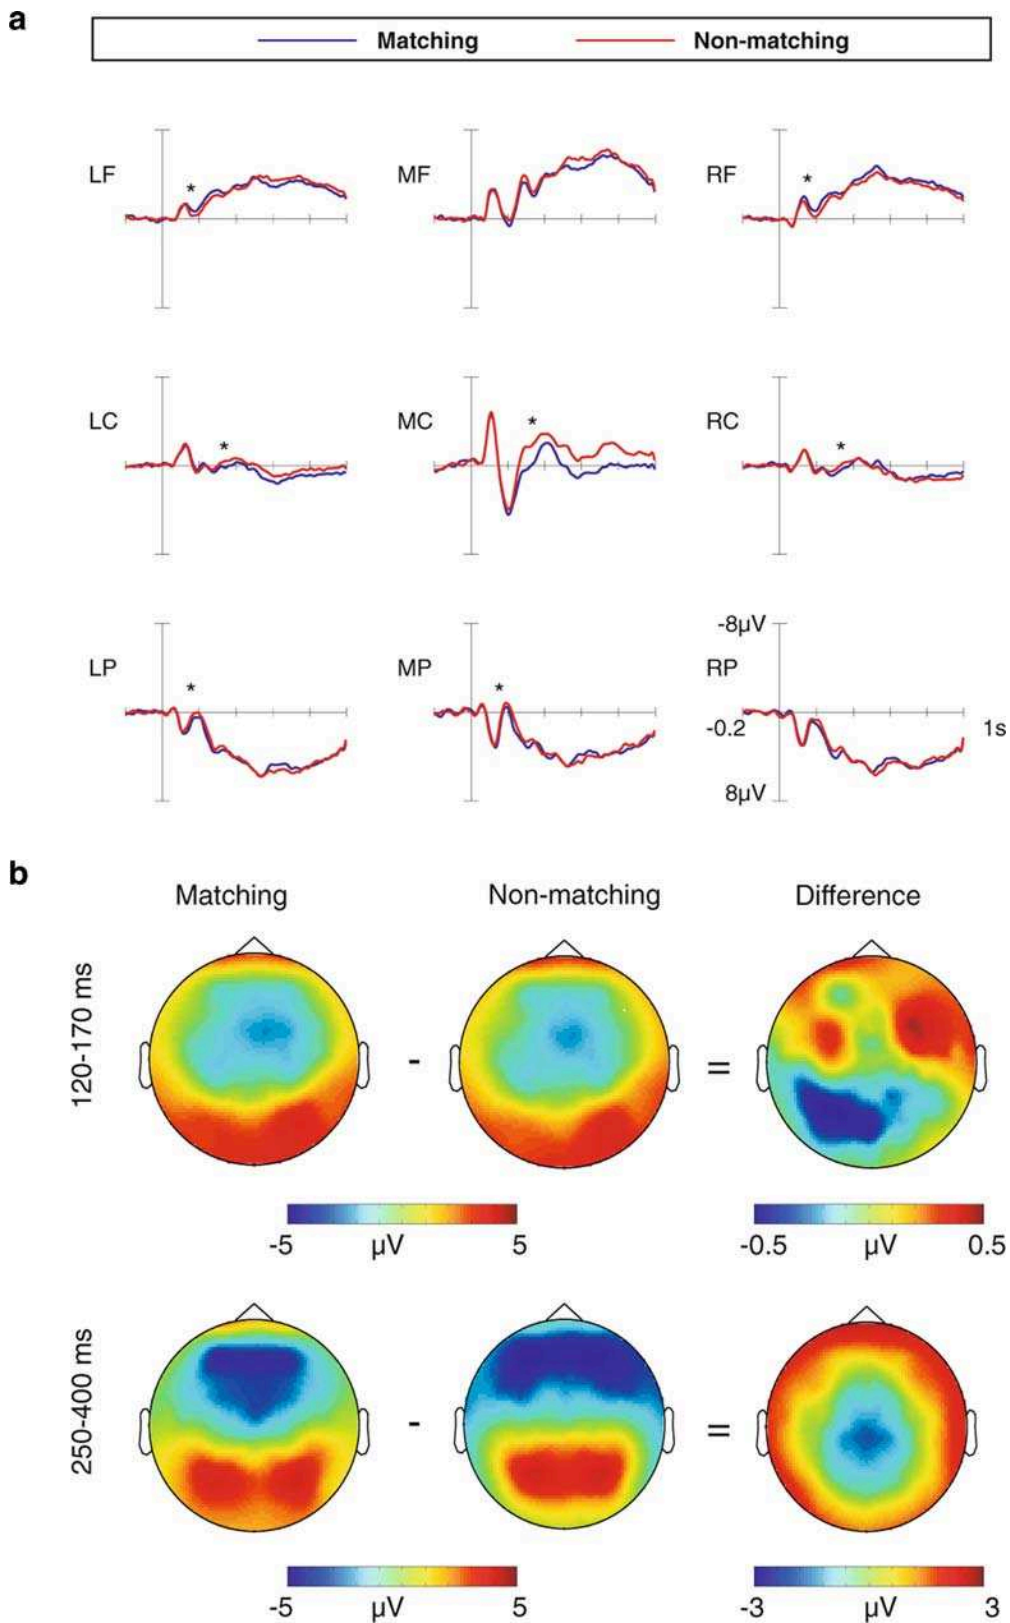 a
Matching Non-matching
LF * MF RF *
LC * MC * RC *
-8µV
LP * MP * RP
-0.2 1s
8µV
b
Matching Non-matching Difference
120-170 ms
- =
-5 µV 5 -0.5 µV 0.5
250-400 ms
- =
-5 µV 5 -3 µV 3